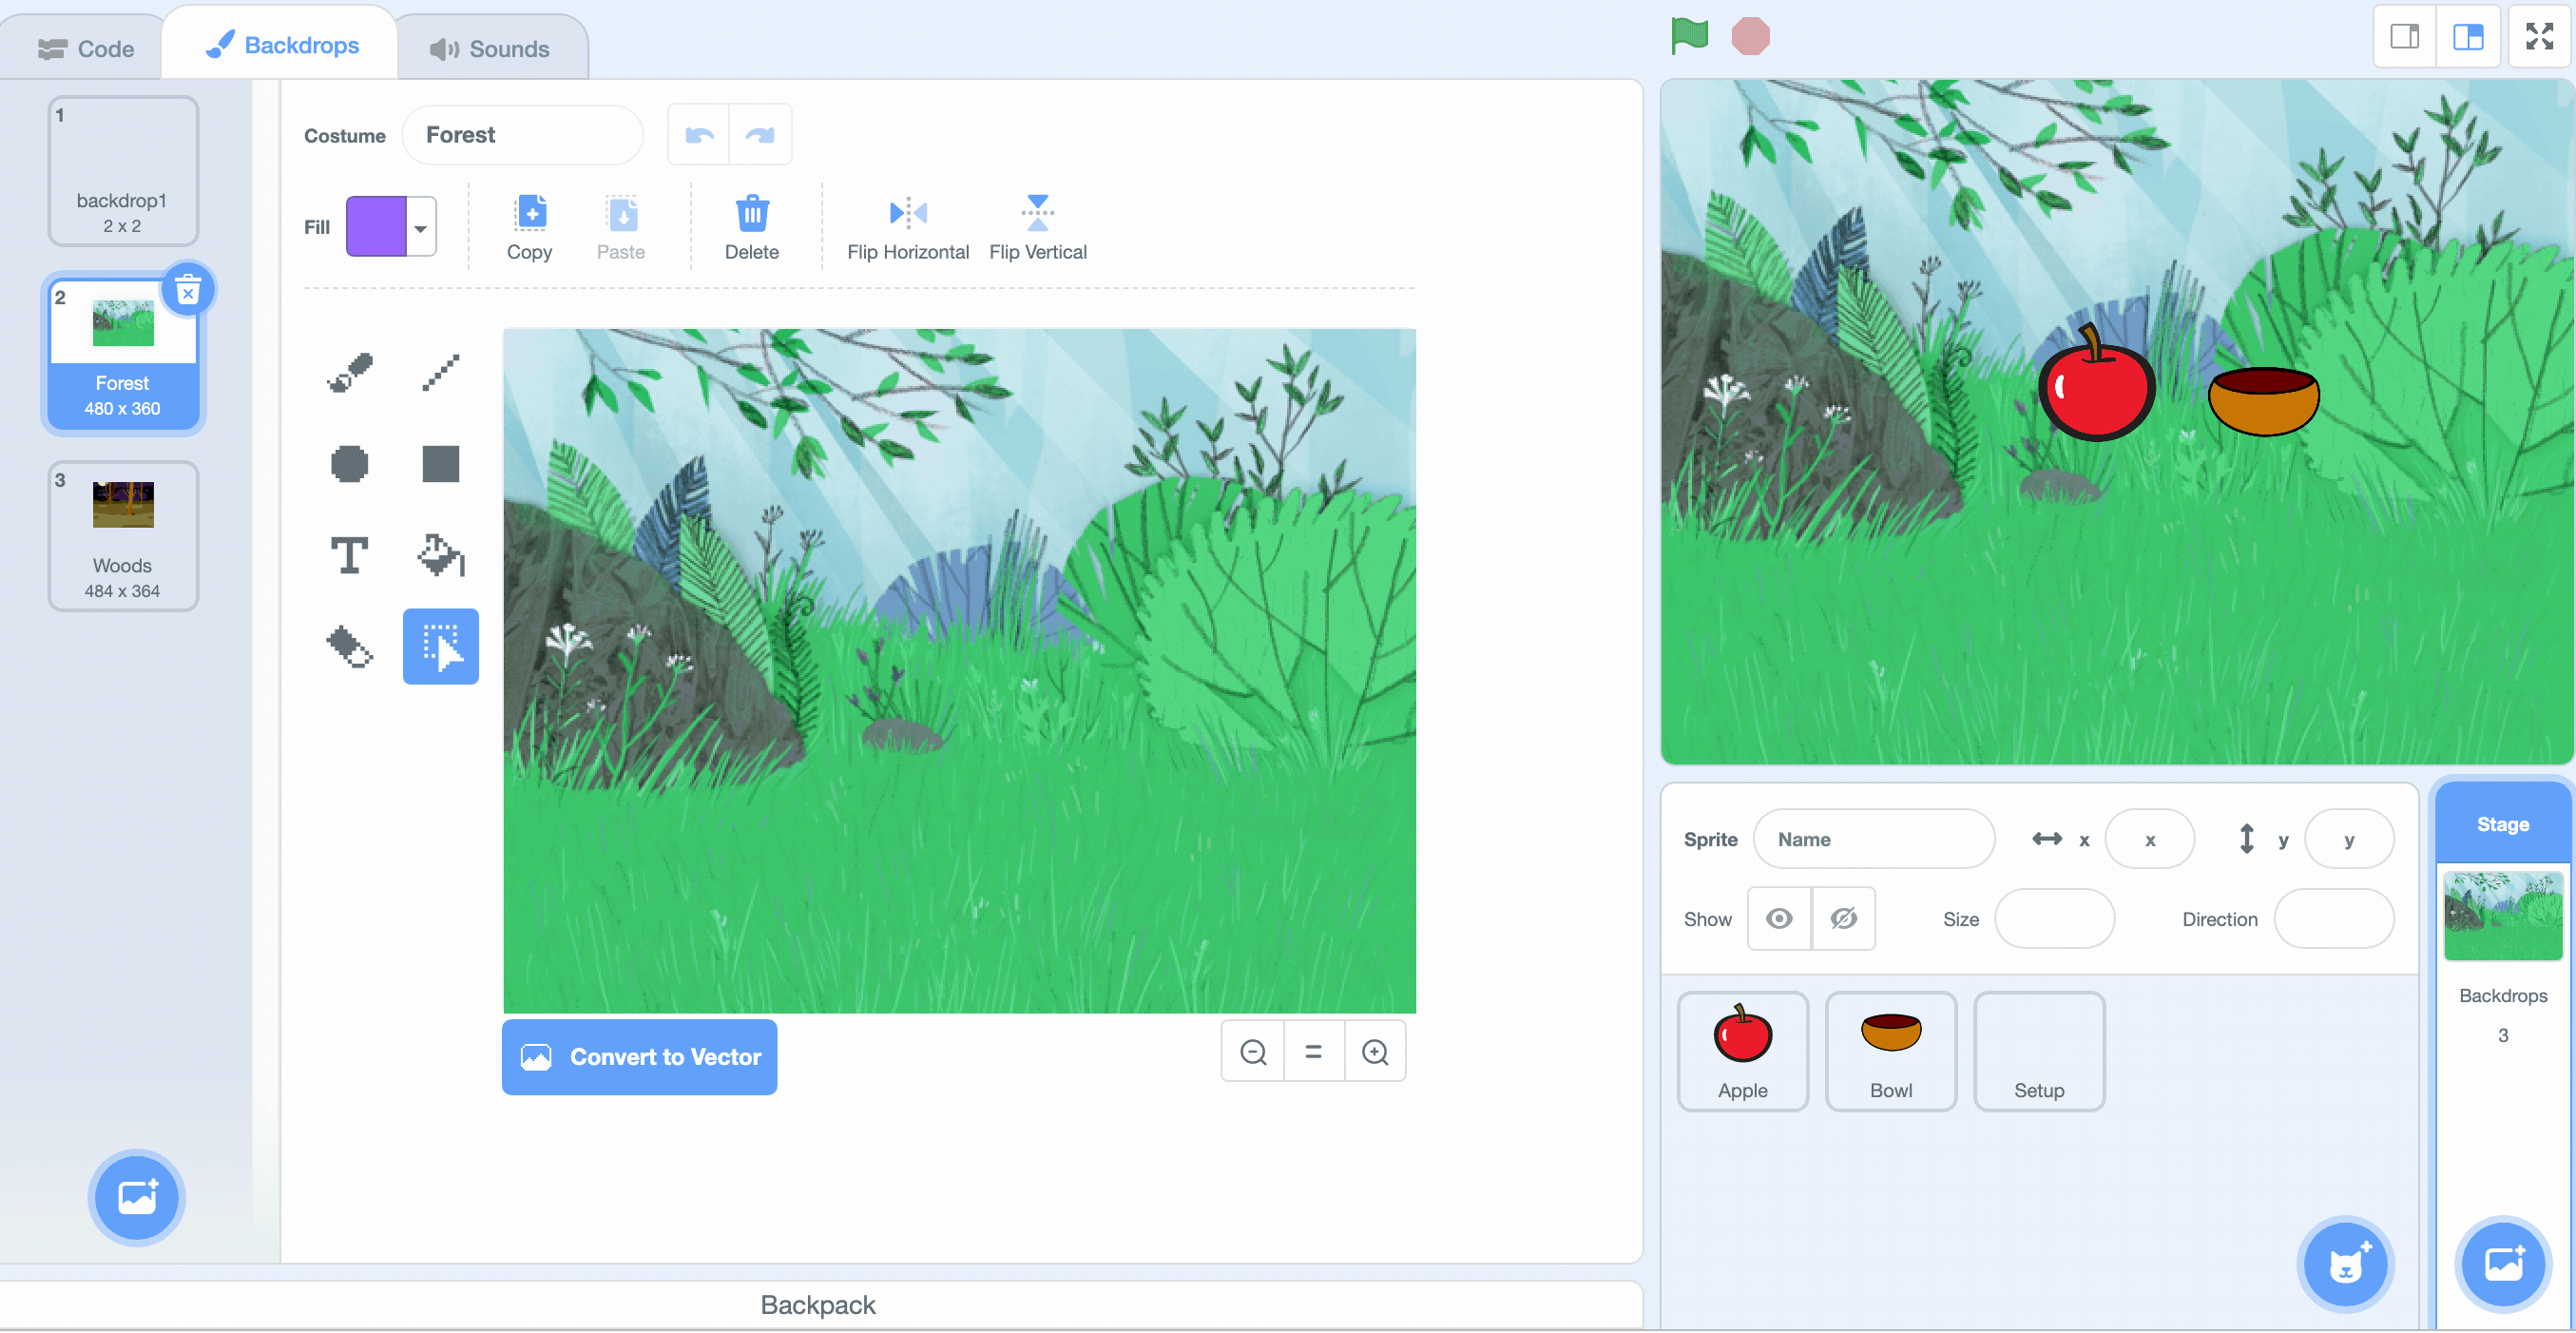 Code
Backdrops
Sounds
1
backdrop1
2 x 2
2
Forest
480 x 360
3
Woods
484 x 364
Costume
Forest
Fill
Copy
Paste
Delete
Flip Horizontal
Flip Vertical
T
Convert to Vector
=
Backpack
Sprite
Name
x
x
y
y
Show
Size
Direction
Apple
Bowl
Setup
Stage
Backdrops
3